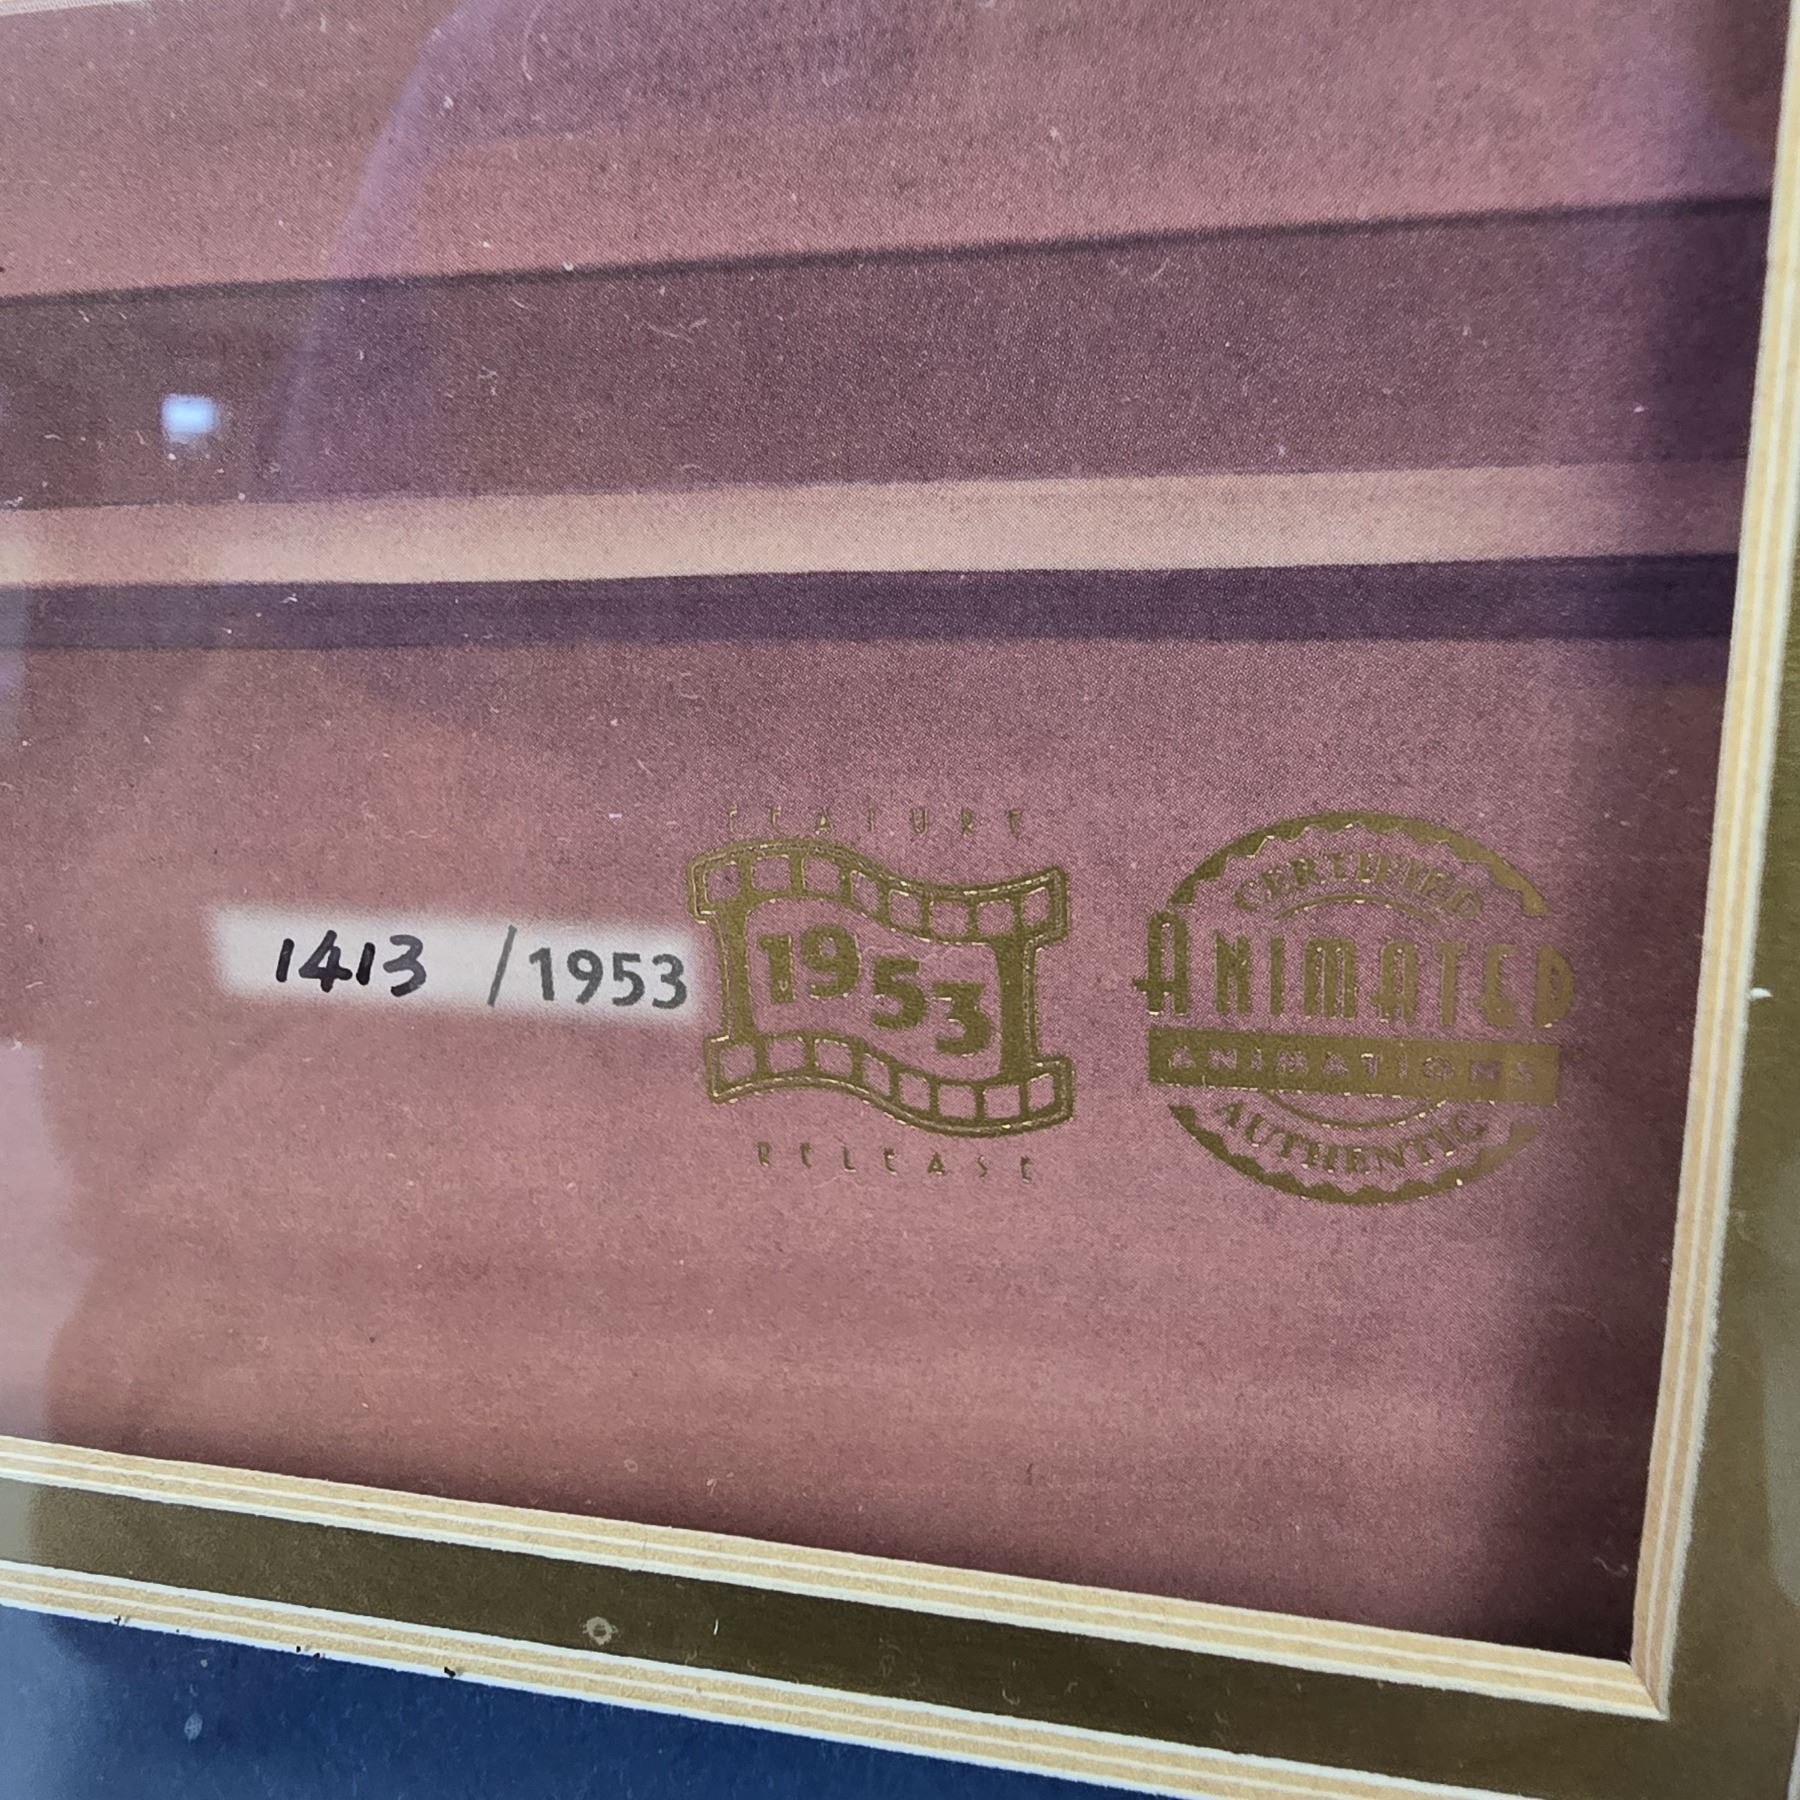 1413 /1953
FEATURE
1953
RELEASE
CERTIFIED
ANIMATED
ANIMATIONS
AUTHENTIC